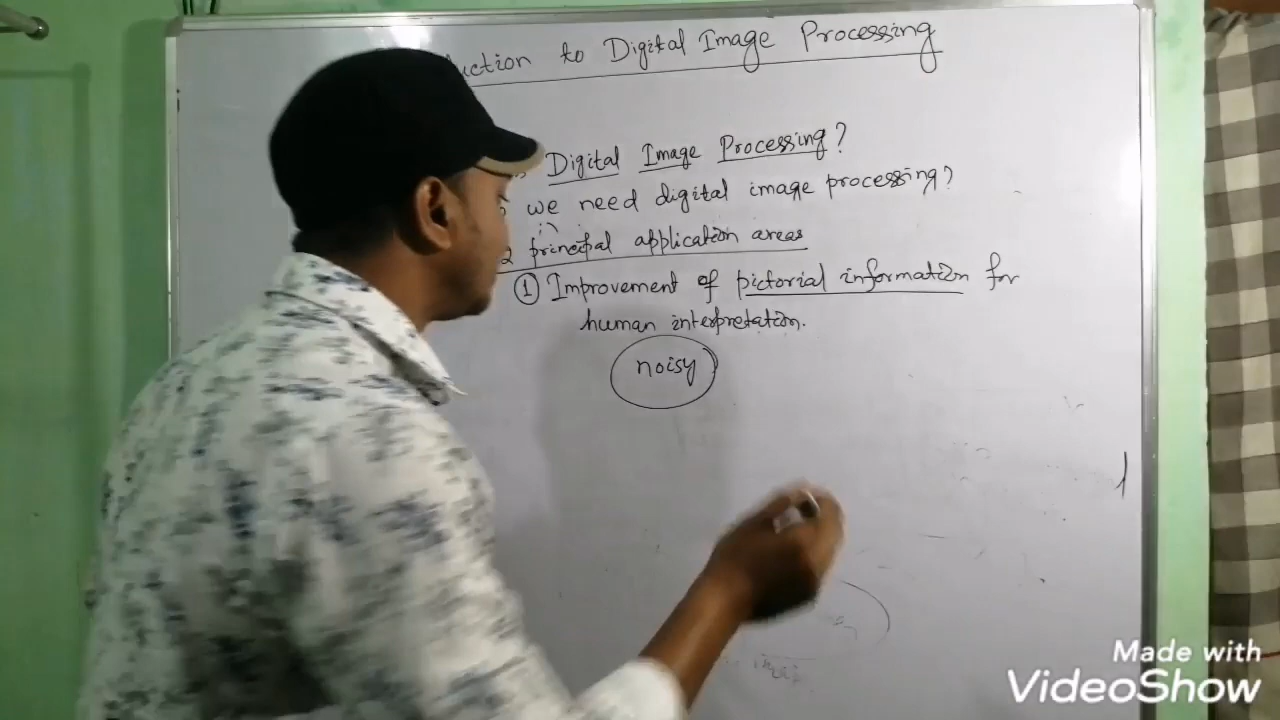 to Digital Image Processing
Digital Image Processing?
we need digital image processing?
2 principal application areas
① Improvement of pictorial information for
human interpretation.
noisy
Made with
VideoShow